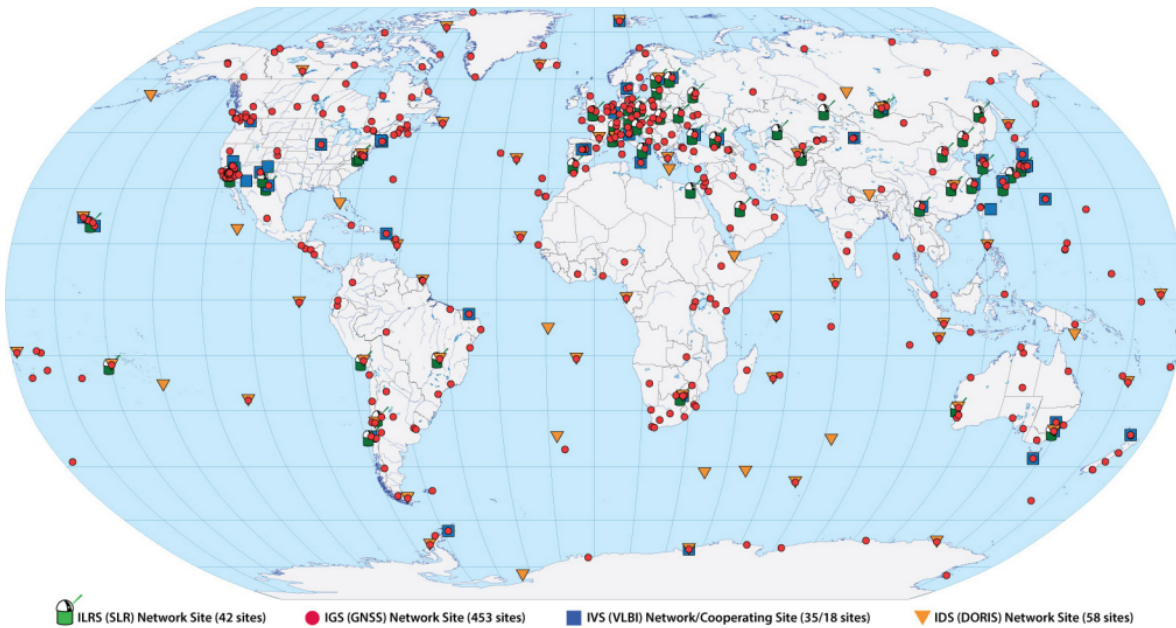 ILRS (SLR) Network Site (42 sites) IGS (GNSS) Network Site (453 sites) IVS (VLBI) Network/Cooperating Site (35/18 sites) IDS (DORIS) Network Site (58 sites)